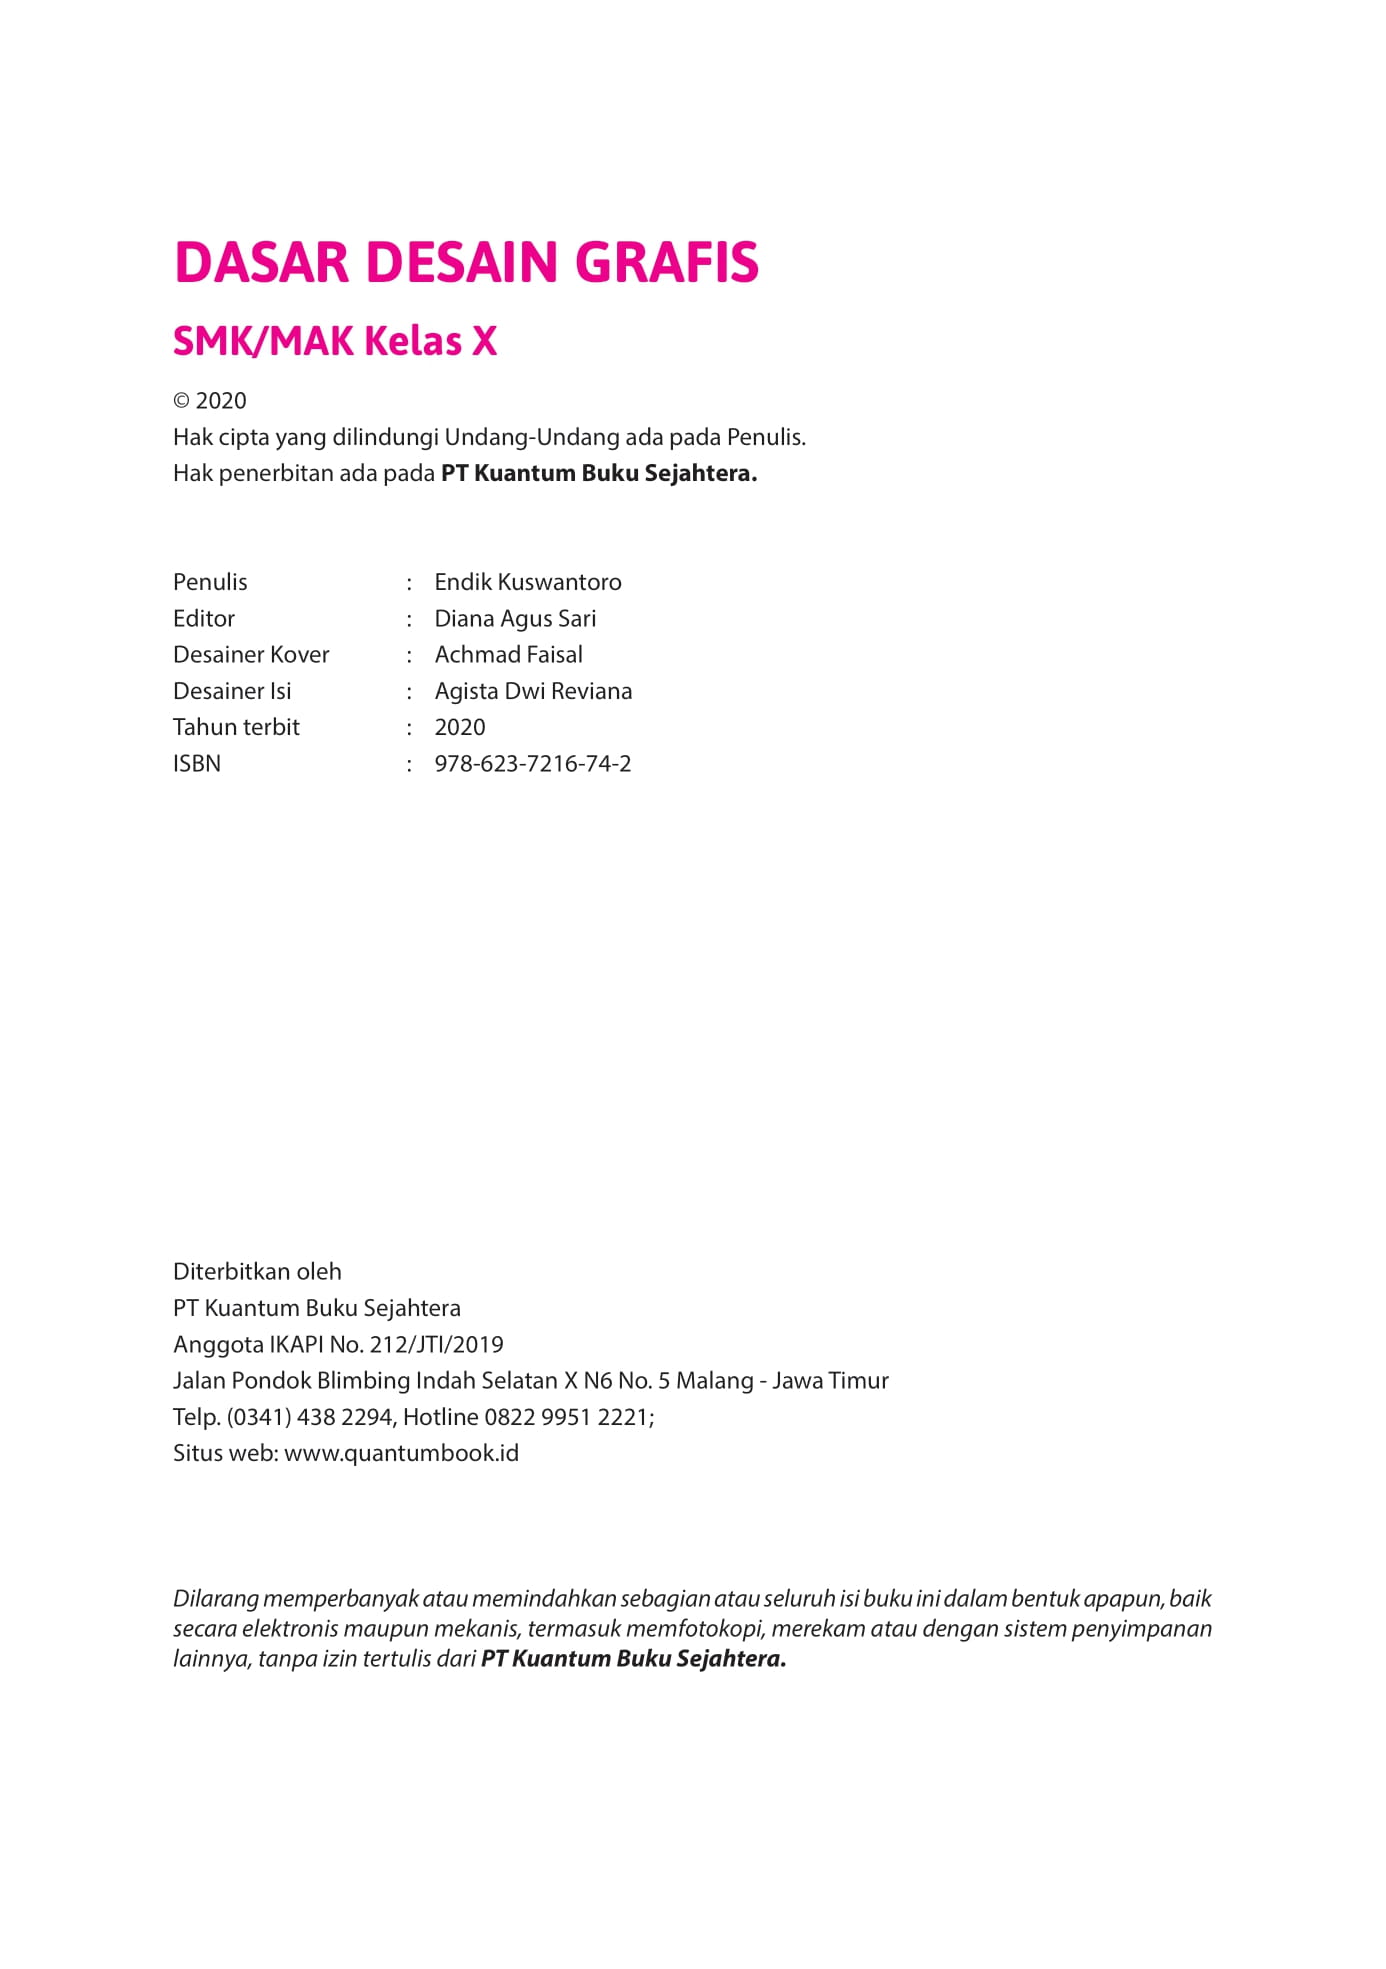 DASAR DESAIN GRAFIS
SMK/MAK Kelas X
© 2020
Hak cipta yang dilindungi Undang-Undang ada pada Penulis.
Hak penerbitan ada pada PT Kuantum Buku Sejahtera.
Penulis : Endik Kuswantoro
Editor : Diana Agus Sari
Desainer Kover : Achmad Faisal
Desainer Isi : Agista Dwi Reviana
Tahun terbit : 2020
ISBN : 978-623-7216-74-2
Diterbitkan oleh
PT Kuantum Buku Sejahtera
Anggota IKAPI No. 212/JTI/2019
Jalan Pondok Blimbing Indah Selatan X N6 No. 5 Malang - Jawa Timur
Telp. (0341) 438 2294, Hotline 0822 9951 2221;
Situs web: www.quantumbook.id
Dilarang memperbanyak atau memindahkan sebagian atau seluruh isi buku ini dalam bentuk apapun, baik
secara elektronis maupun mekanis, termasuk memfotokopi, merekam atau dengan sistem penyimpanan
lainnya, tanpa izin tertulis dari PT Kuantum Buku Sejahtera.